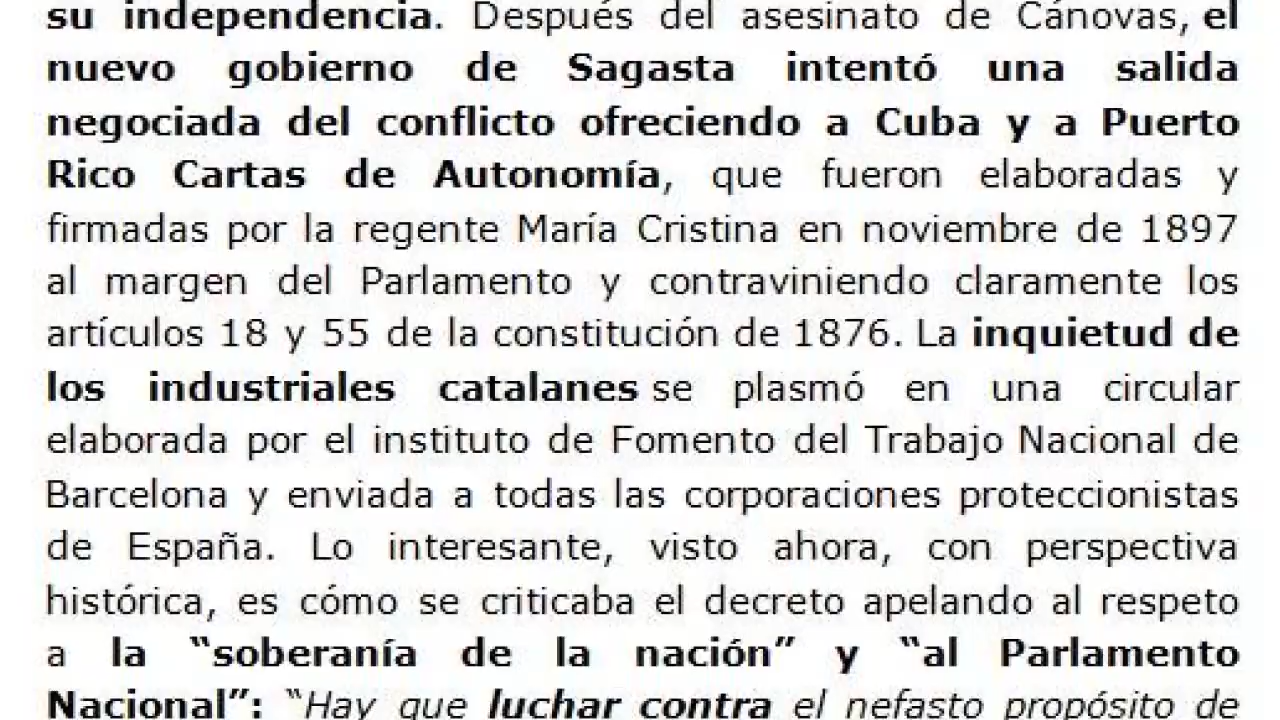 su independencia. Después del asesinato de Cánovas, el
nuevo gobierno de Sagasta intentó una salida
negociada del conflicto ofreciendo a Cuba y a Puerto
Rico Cartas de Autonomía, que fueron elaboradas y
firmadas por la regente María Cristina en noviembre de 1897
al margen del Parlamento y contraviniendo claramente los
artículos 18 y 55 de la constitución de 1876. La inquietud de
los industriales catalanes se plasmó en una circular
elaborada por el instituto de Fomento del Trabajo Nacional de
Barcelona y enviada a todas las corporaciones proteccionistas
de España. Lo interesante, visto ahora, con perspectiva
histórica, es cómo se criticaba el decreto apelando al respeto
a la “soberanía de la nación” y “al Parlamento
Nacional”: “Hay que luchar contra el nefasto propósito de